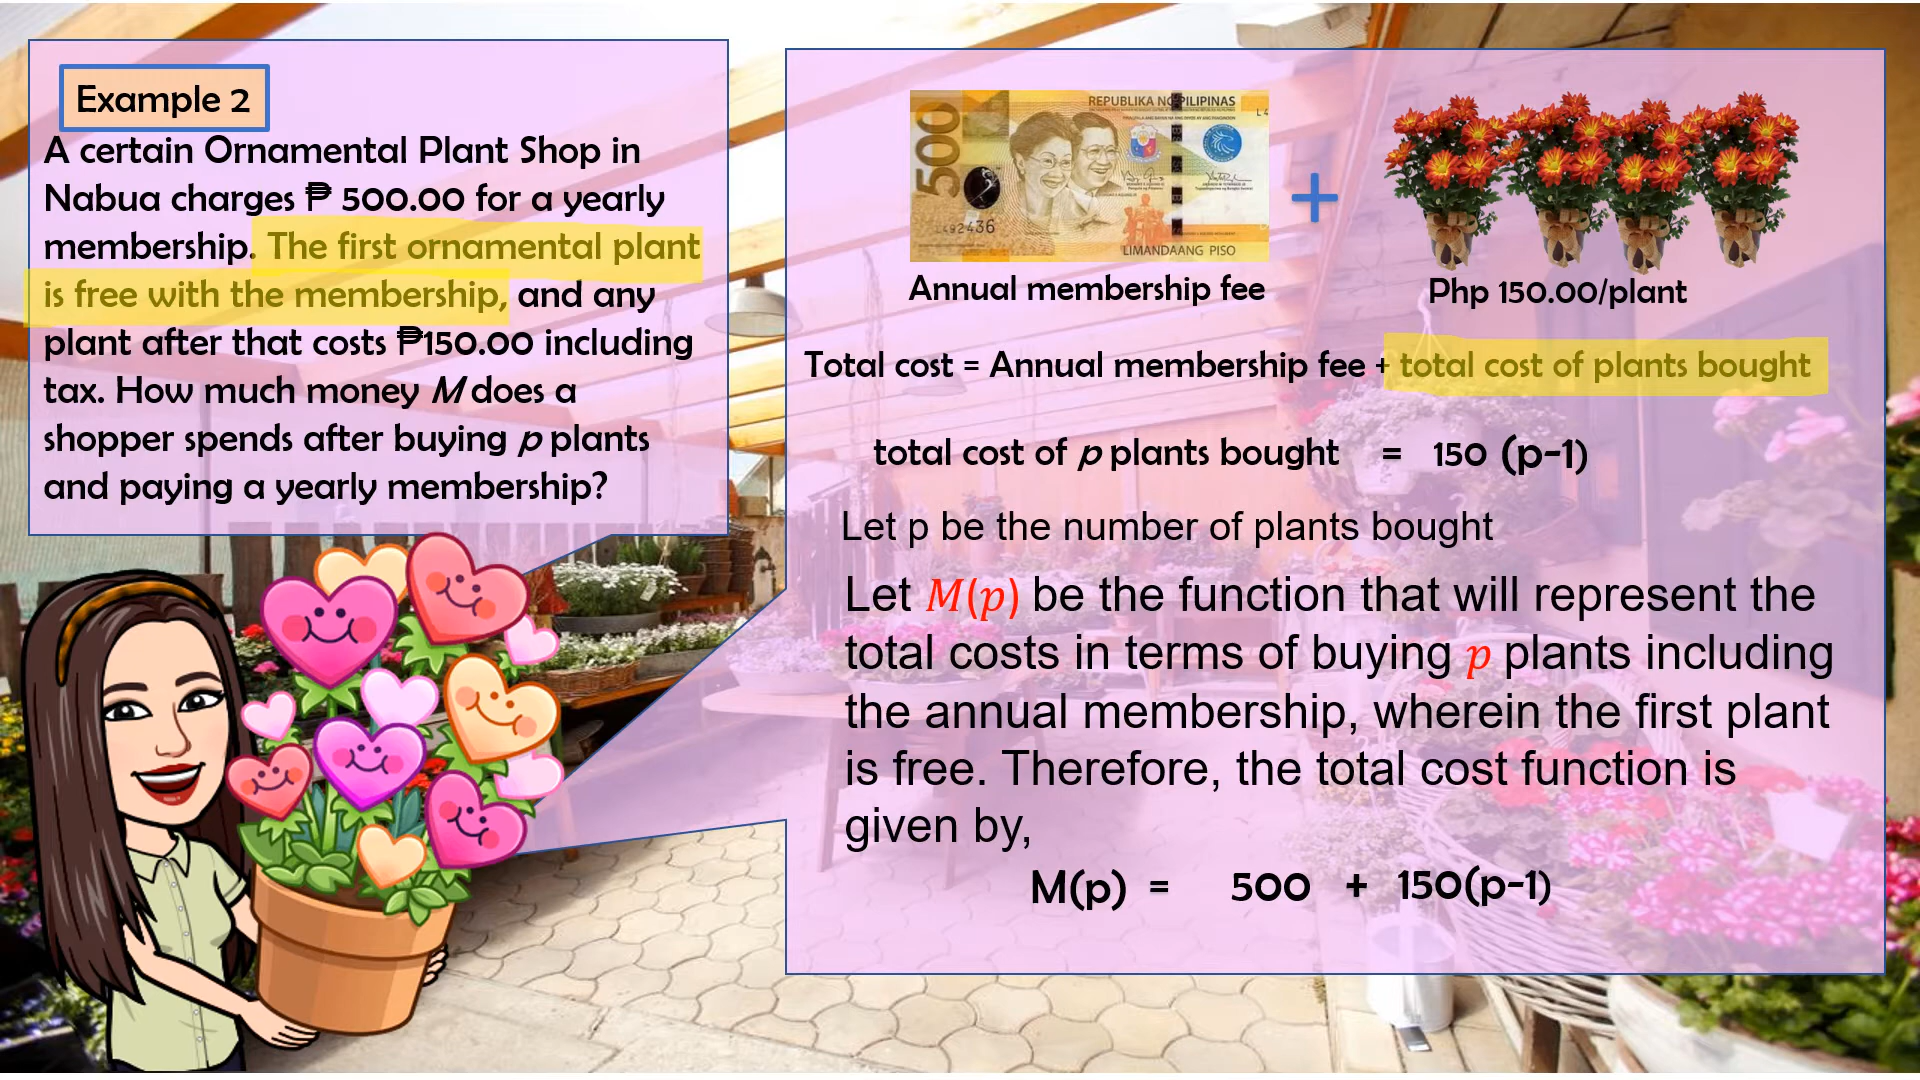 Example 2
A certain Ornamental Plant Shop in
Nabua charges ₱ 500.00 for a yearly
membership. The first ornamental plant
is free with the membership, and any
plant after that costs ₱150.00 including
tax. How much money M does a
shopper spends after buying p plants
and paying a yearly membership?
500
REPUBLIKA NG PILIPINAS
L492436
LIMANDAANG PISO
+
Annual membership fee
Php 150.00/plant
Total cost = Annual membership fee + total cost of plants bought
total cost of p plants bought = 150 (p-1)
Let p be the number of plants bought
Let M(p) be the function that will represent the
total costs in terms of buying p plants including
the annual membership, wherein the first plant
is free. Therefore, the total cost function is
given by,
M(p) = 500 + 150(p-1)